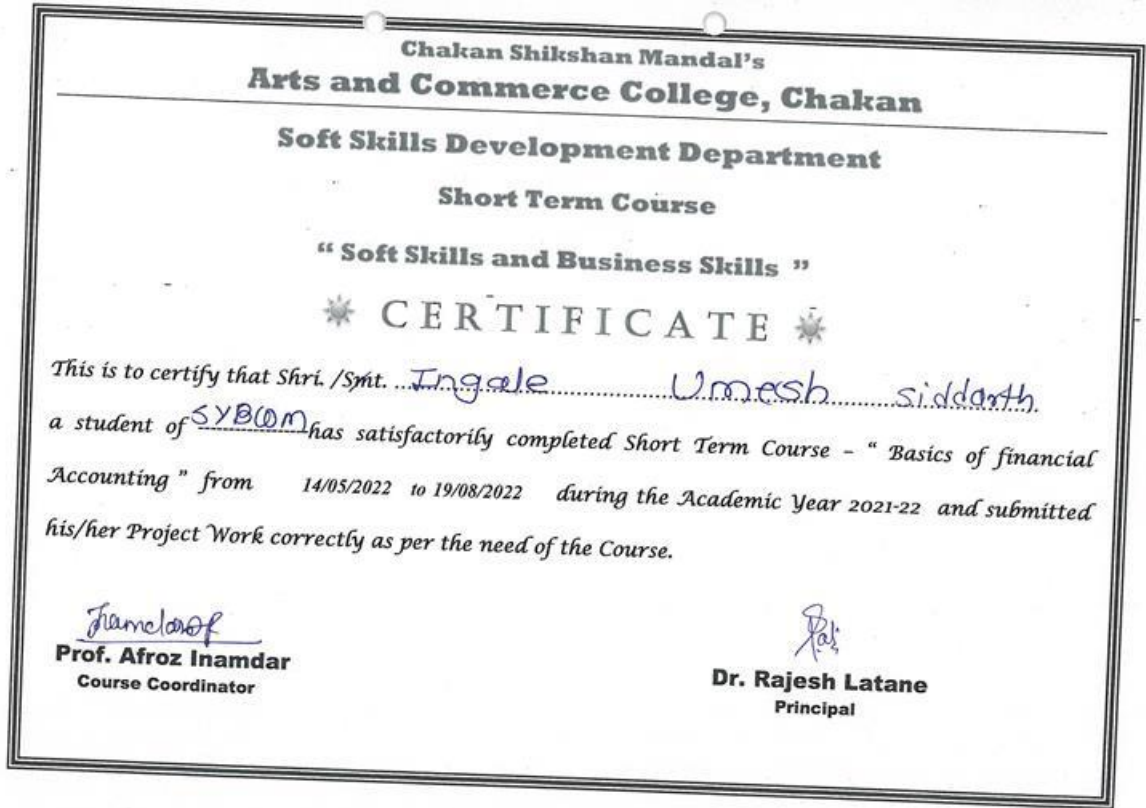 Chakan Shikshan Mandal's
Arts and Commerce College, Chakan
Soft Skills Development Department
Short Term Course
“ Soft Skills and Business Skills ”
CERTIFICATE
This is to certify that Shri. /Smt. Ingale Umesh siddarth
a student of SYBCOM has satisfactorily completed Short Term Course – “ Basics of financial
Accounting ” from 14/05/2022 to 19/08/2022 during the Academic Year 2021-22 and submitted
his/her Project Work correctly as per the need of the Course.
Prof. Afroz Inamdar
Course Coordinator
Dr. Rajesh Latane
Principal